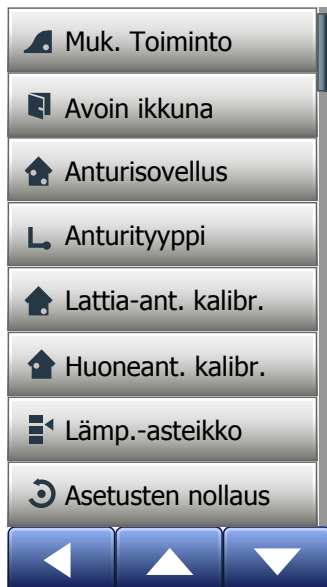 Muk. Toiminto
Avoin ikkuna
Anturisovellus
Anturityyppi
Lattia-ant. kalibr.
Huoneant. kalibr.
Lämp.-asteikko
Asetusten nollaus